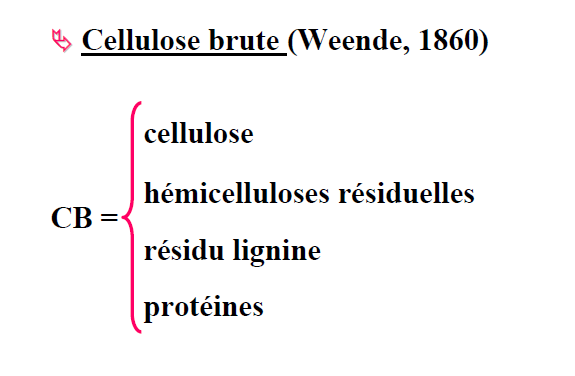 Cellulose brute (Weende, 1860)
cellulose
hémicelluloses résiduelles
CB =
résidu lignine
protéines